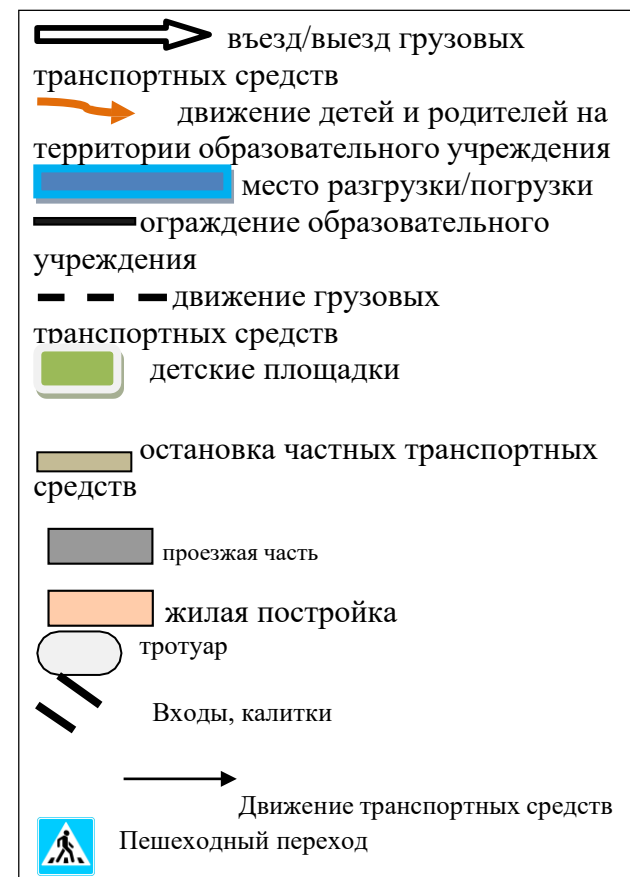 въезд/выезд грузовых
транспортных средств
движение детей и родителей на
территории образовательного учреждения
место разгрузки/погрузки
ограждение образовательного
учреждения
движение грузовых
транспортных средств
детские площадки
остановка частных транспортных
средств
проезжая часть
жилая постройка
тротуар
Входы, калитки
Движение транспортных средств
Пешеходный переход